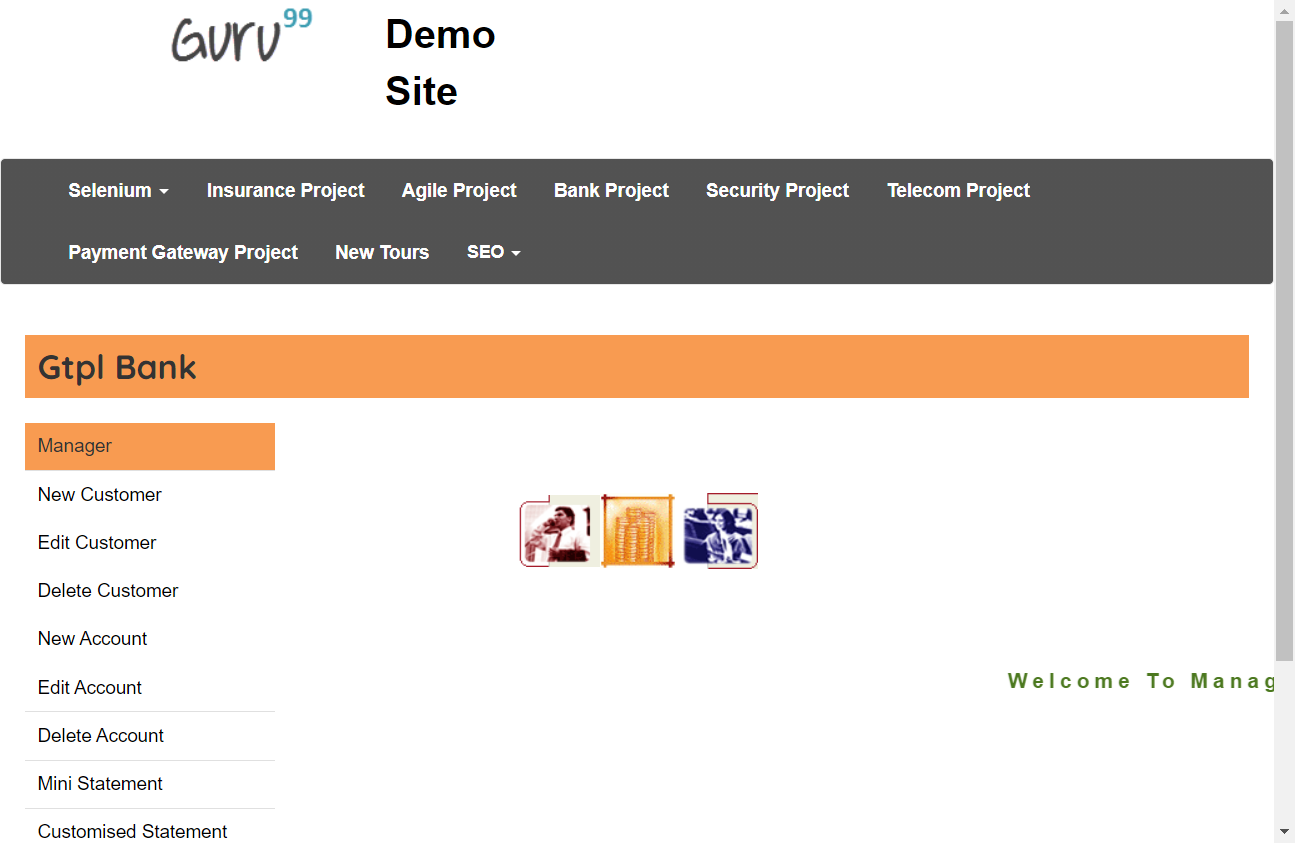 Guru99
Demo
Site
Selenium
Insurance Project
Agile Project
Bank Project
Security Project
Telecom Project
Payment Gateway Project
New Tours
SEO
Gtpl Bank
Manager
New Customer
Edit Customer
Delete Customer
New Account
Edit Account
Welcome To Manag
Delete Account
Mini Statement
Customised Statement